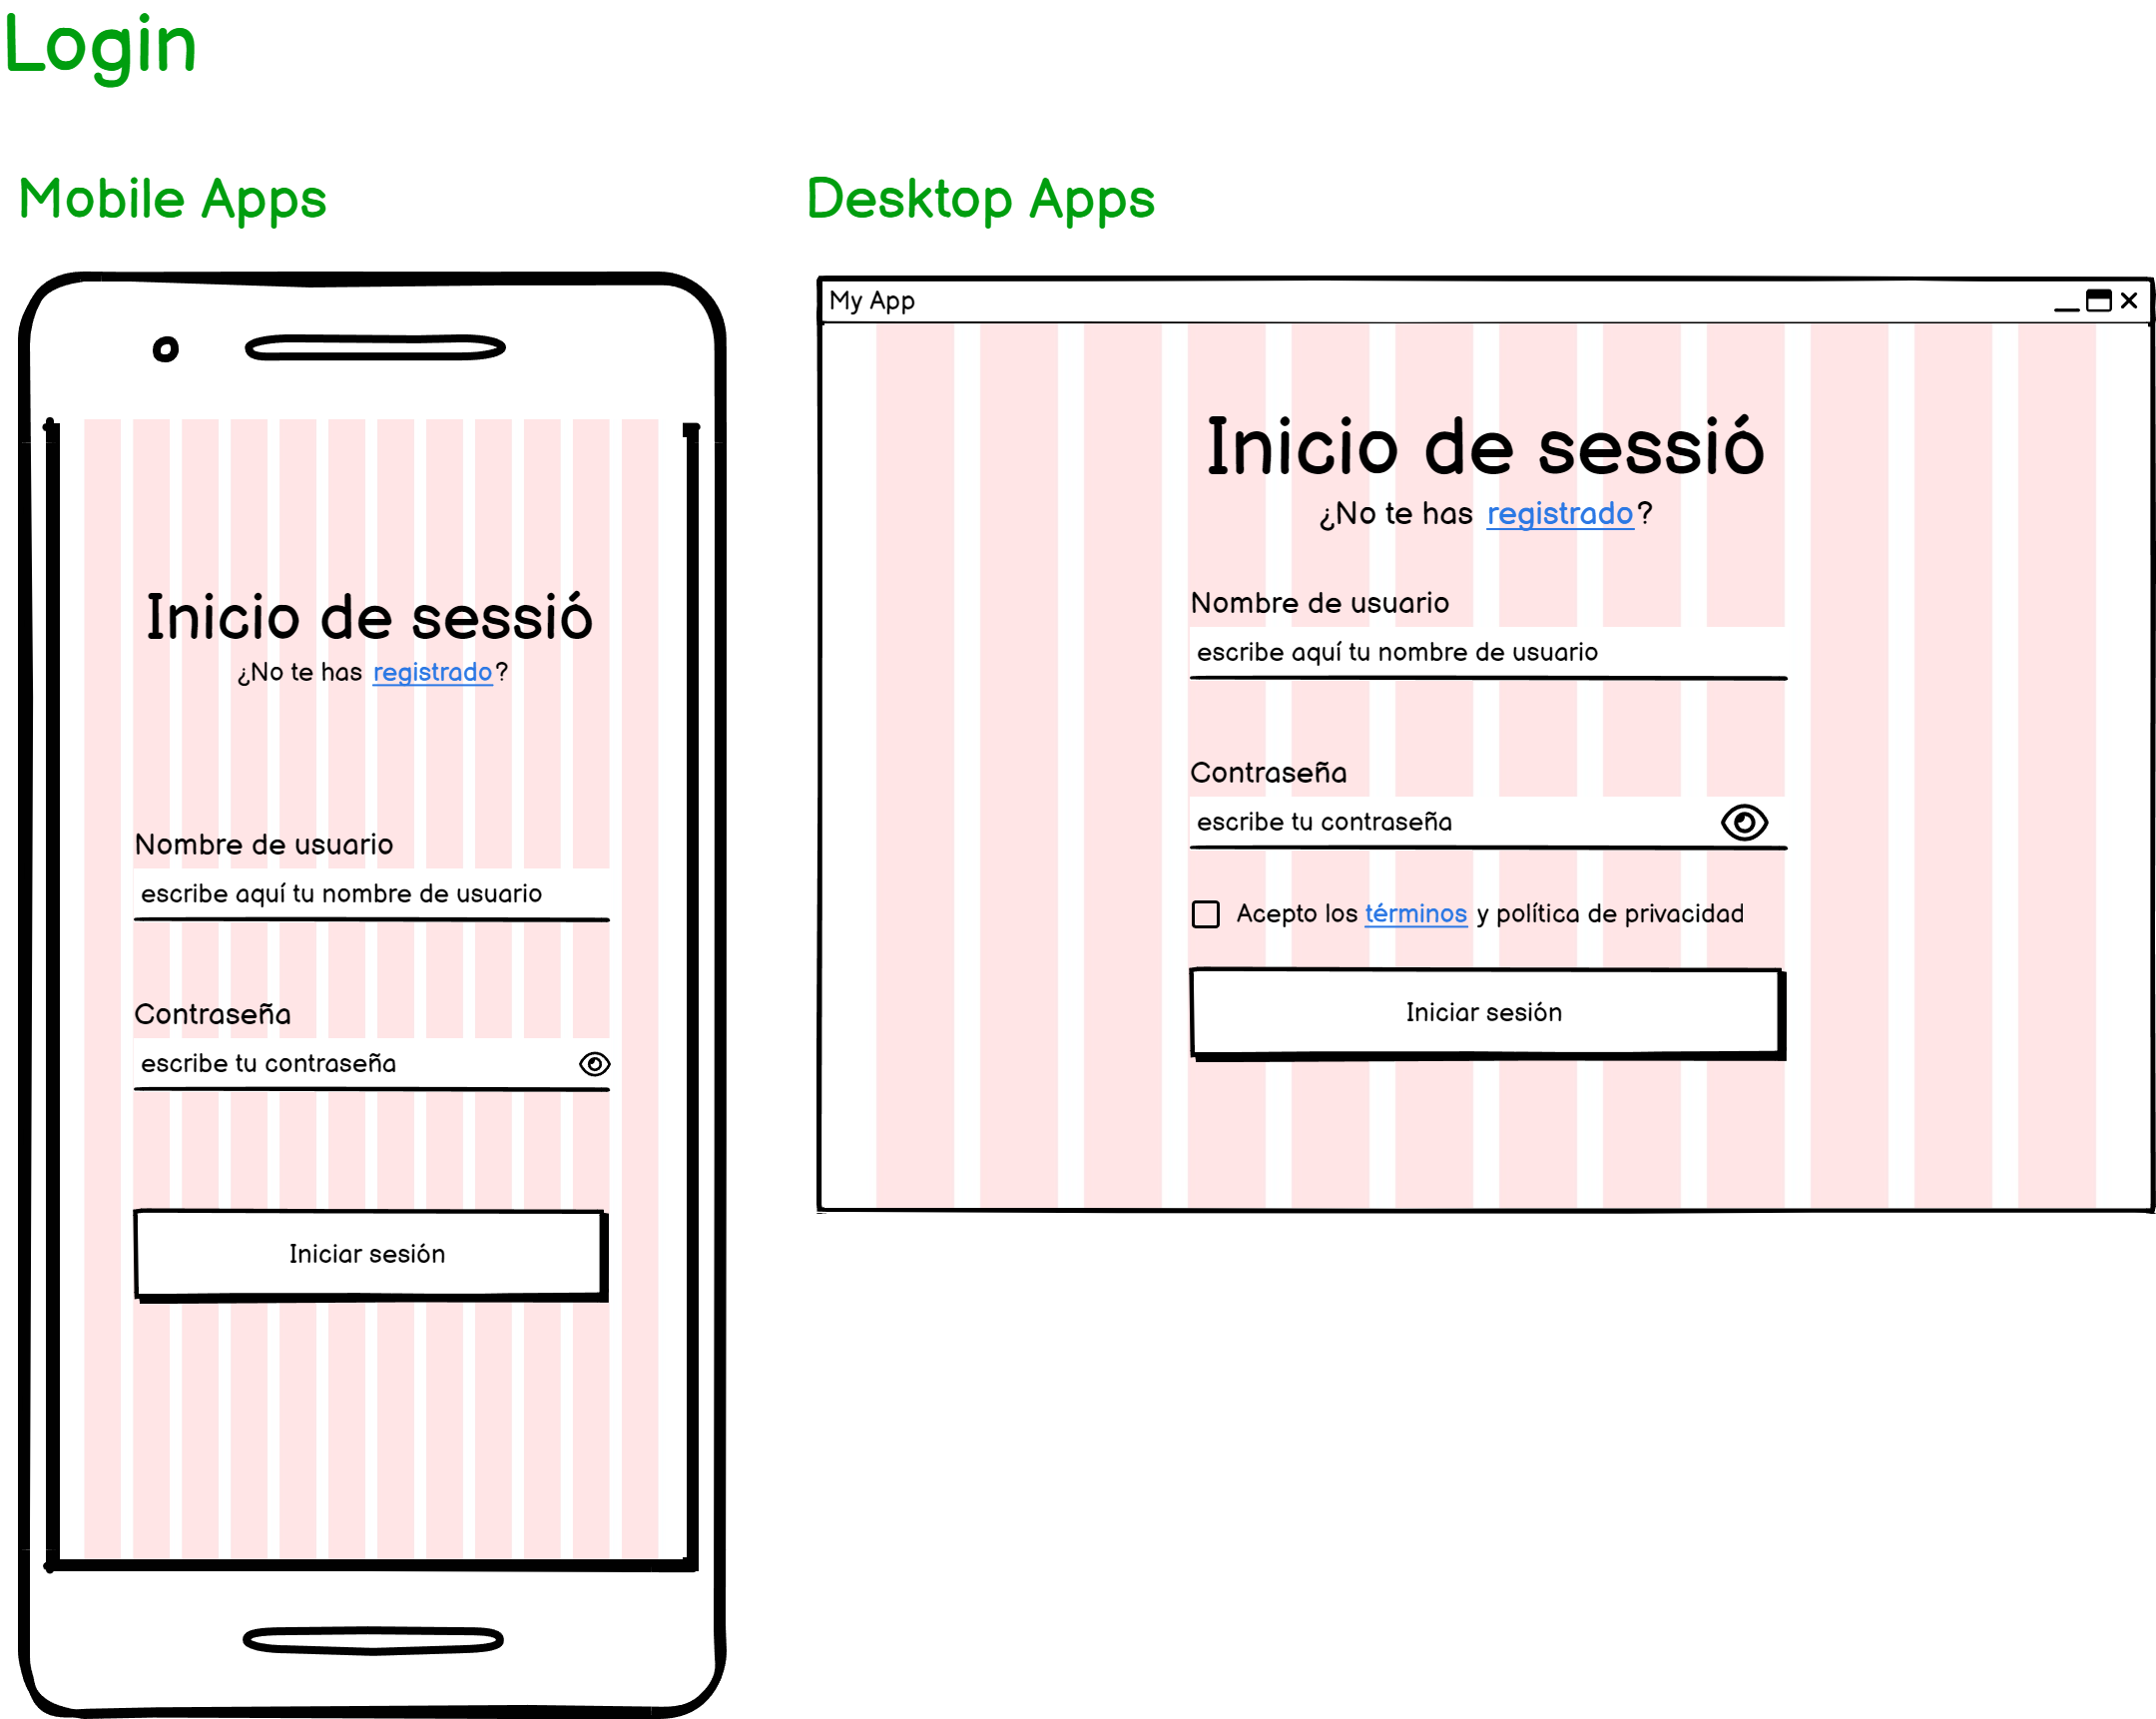 Login
Mobile Apps
Inicio de sessió
¿No te has registrado?
Nombre de usuario
escribe aquí tu nombre de usuario
Contraseña
escribe tu contraseña
Iniciar sesión
Desktop Apps
My App
Inicio de sessió
¿No te has registrado?
Nombre de usuario
escribe aquí tu nombre de usuario
Contraseña
escribe tu contraseña
Acepto los términos y política de privacidad
Iniciar sesión